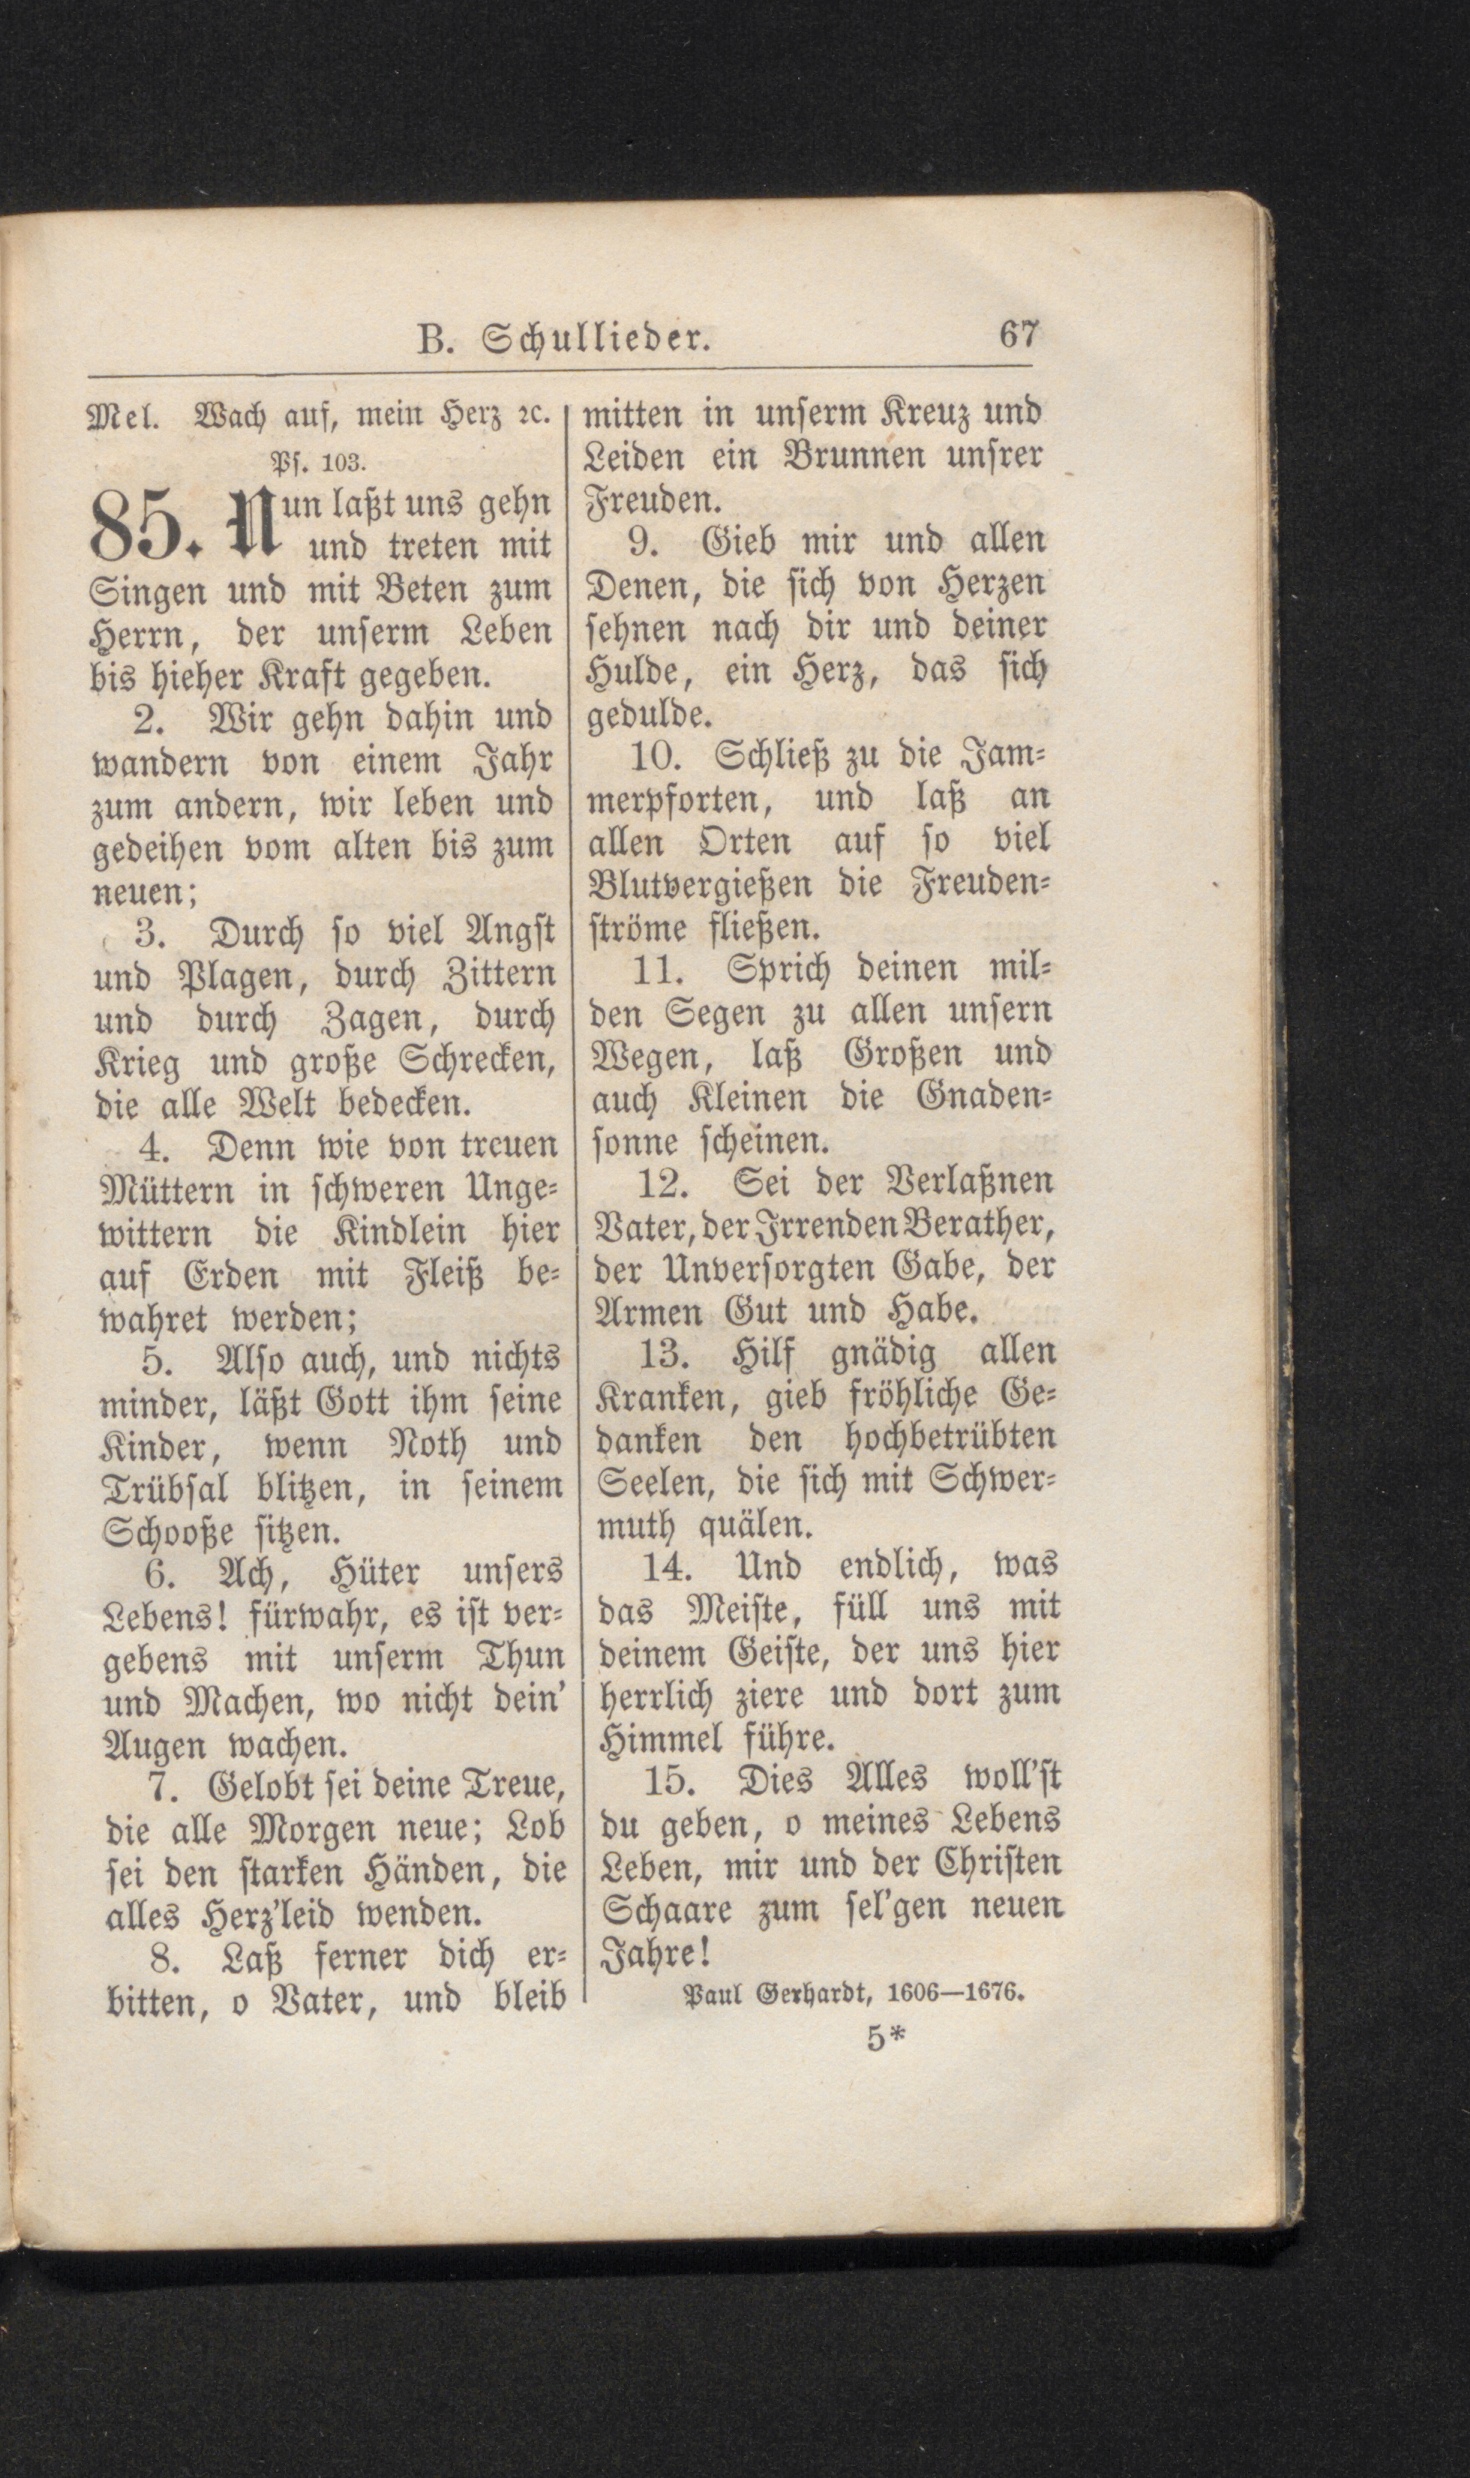 B. Schullieder.
67
Mel. Wach auf, mein Herz ꝛc.
Ps. 103.
85. Nun laßt uns gehn
und treten mit
Singen und mit Beten zum
Herrn, der unserm Leben
bis hieher Kraft gegeben.
2. Wir gehn dahin und
wandern von einem Jahr
zum andern, wir leben und
gedeihen vom alten bis zum
neuen;
3. Durch so viel Angst
und Plagen, durch Zittern
und durch Zagen, durch
Krieg und große Schrecken,
die alle Welt bedecken.
4. Denn wie von treuen
Müttern in schweren Unge-
wittern die Kindlein hier
auf Erden mit Fleiß be-
wahret werden;
5. Also auch, und nichts
minder, läßt Gott ihm seine
Kinder, wenn Noth und
Trübsal blitzen, in seinem
Schooße sitzen.
6. Ach, Hüter unsers
Lebens! fürwahr, es ist ver-
gebens mit unserm Thun
und Machen, wo nicht dein'
Augen wachen.
7. Gelobt sei deine Treue,
die alle Morgen neue; Lob
sei den starken Händen, die
alles Herz'leid wenden.
8. Laß ferner dich er-
bitten, o Vater, und bleib
mitten in unserm Kreuz und
Leiden ein Brunnen unsrer
Freuden.
9. Gieb mir und allen
Denen, die sich von Herzen
sehnen nach dir und deiner
Hulde, ein Herz, das sich
gedulde.
10. Schließ zu die Jam-
merpforten, und laß an
allen Orten auf so viel
Blutvergießen die Freuden-
ströme fließen.
11. Sprich deinen mil-
den Segen zu allen unsern
Wegen, laß Großen und
auch Kleinen die Gnaden-
sonne scheinen.
12. Sei der Verlaßnen
Vater, der Irrenden Berather,
der Unversorgten Gabe, der
Armen Gut und Habe.
13. Hilf gnädig allen
Kranken, gieb fröhliche Ge-
danken den hochbetrübten
Seelen, die sich mit Schwer-
muth quälen.
14. Und endlich, was
das Meiste, füll uns mit
deinem Geiste, der uns hier
herrlich ziere und dort zum
Himmel führe.
15. Dies Alles woll'st
du geben, o meines Lebens
Leben, mir und der Christen
Schaare zum sel'gen neuen
Jahre!
Paul Gerhardt, 1606—1676.
5*